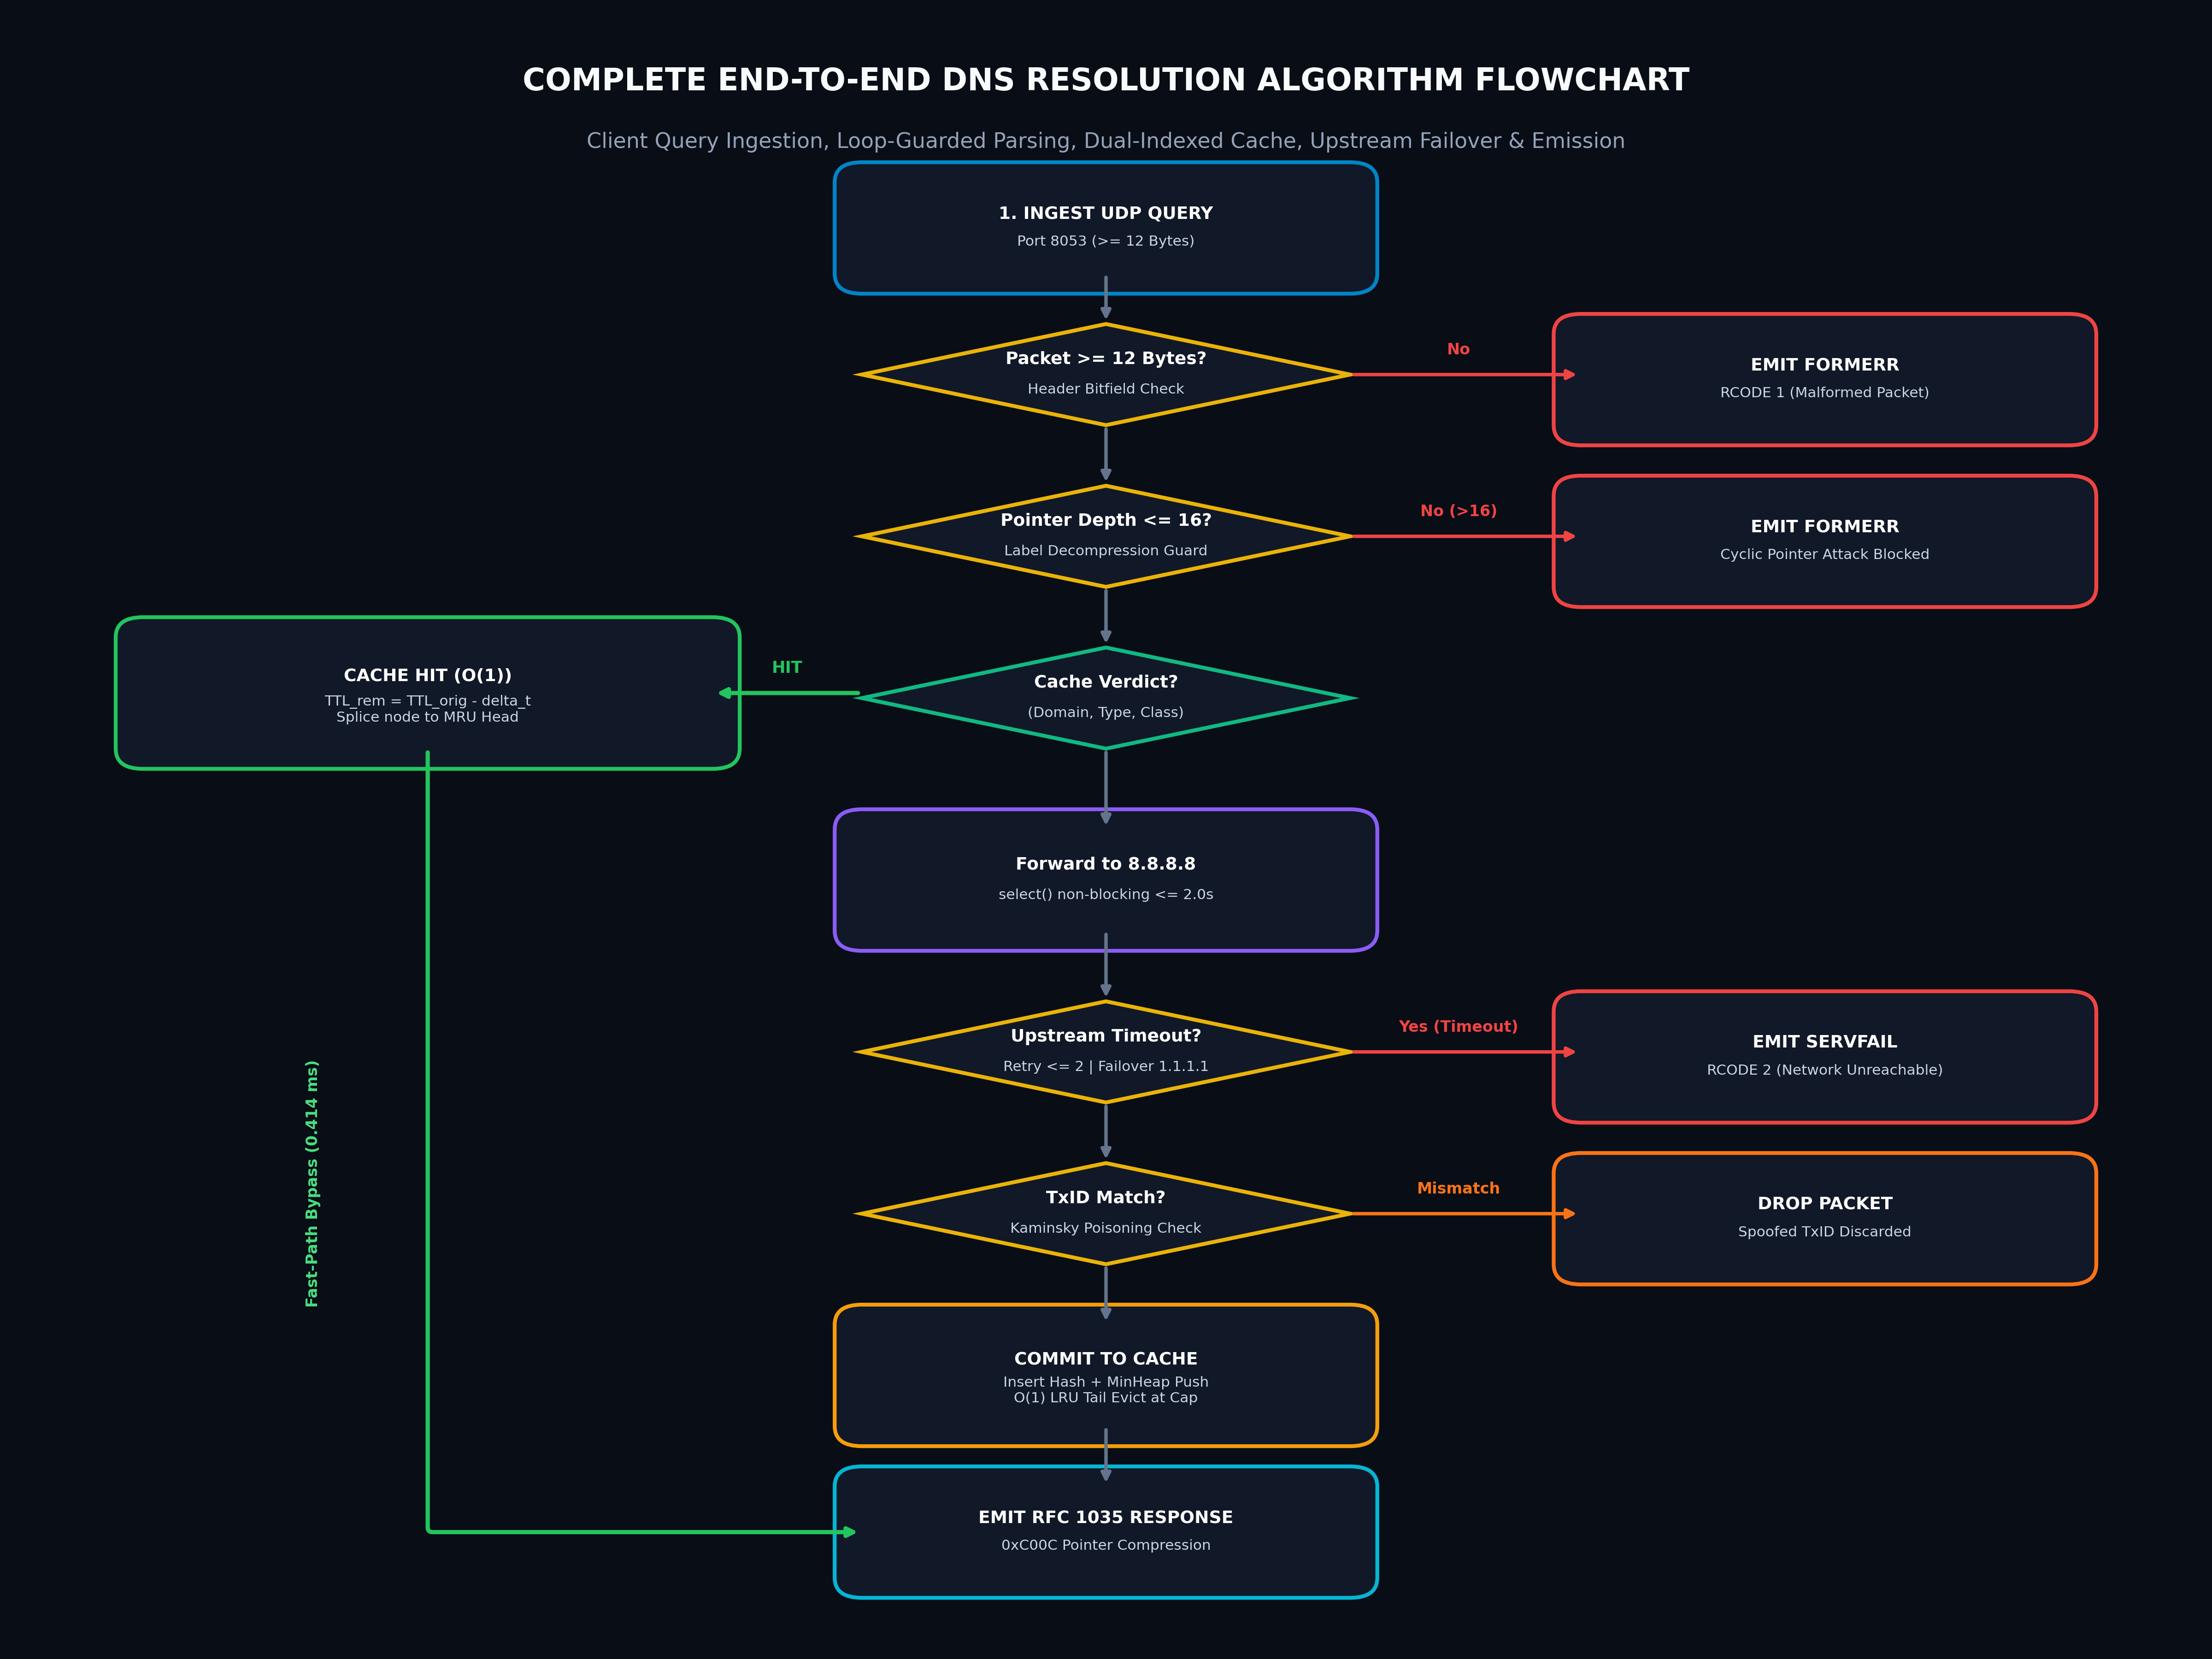 COMPLETE END-TO-END DNS RESOLUTION ALGORITHM FLOWCHART
Client Query Ingestion, Loop-Guarded Parsing, Dual-Indexed Cache, Upstream Failover & Emission
1. INGEST UDP QUERY
Port 8053 (>= 12 Bytes)
Packet >= 12 Bytes?
Header Bitfield Check
No
EMIT FORMERR
RCODE 1 (Malformed Packet)
Pointer Depth <= 16?
Label Decompression Guard
No (>16)
EMIT FORMERR
Cyclic Pointer Attack Blocked
Cache Verdict?
(Domain, Type, Class)
HIT
CACHE HIT (O(1))
TTL_rem = TTL_orig - delta_t
Splice node to MRU Head
Forward to 8.8.8.8
select() non-blocking <= 2.0s
Upstream Timeout?
Retry <= 2 | Failover 1.1.1.1
Yes (Timeout)
EMIT SERVFAIL
RCODE 2 (Network Unreachable)
Fast-Path Bypass (0.414 ms)
TxID Match?
Kaminsky Poisoning Check
Mismatch
DROP PACKET
Spoofed TxID Discarded
COMMIT TO CACHE
Insert Hash + MinHeap Push
O(1) LRU Tail Evict at Cap
EMIT RFC 1035 RESPONSE
0xC00C Pointer Compression